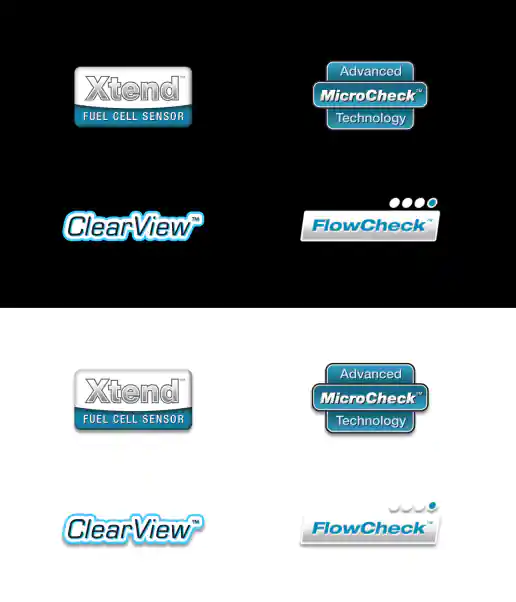 Xtend™
FUEL CELL SENSOR
Advanced
MicroCheck™
Technology
ClearView™
FlowCheck™
Xtend™
FUEL CELL SENSOR
Advanced
MicroCheck™
Technology
ClearView™
FlowCheck™